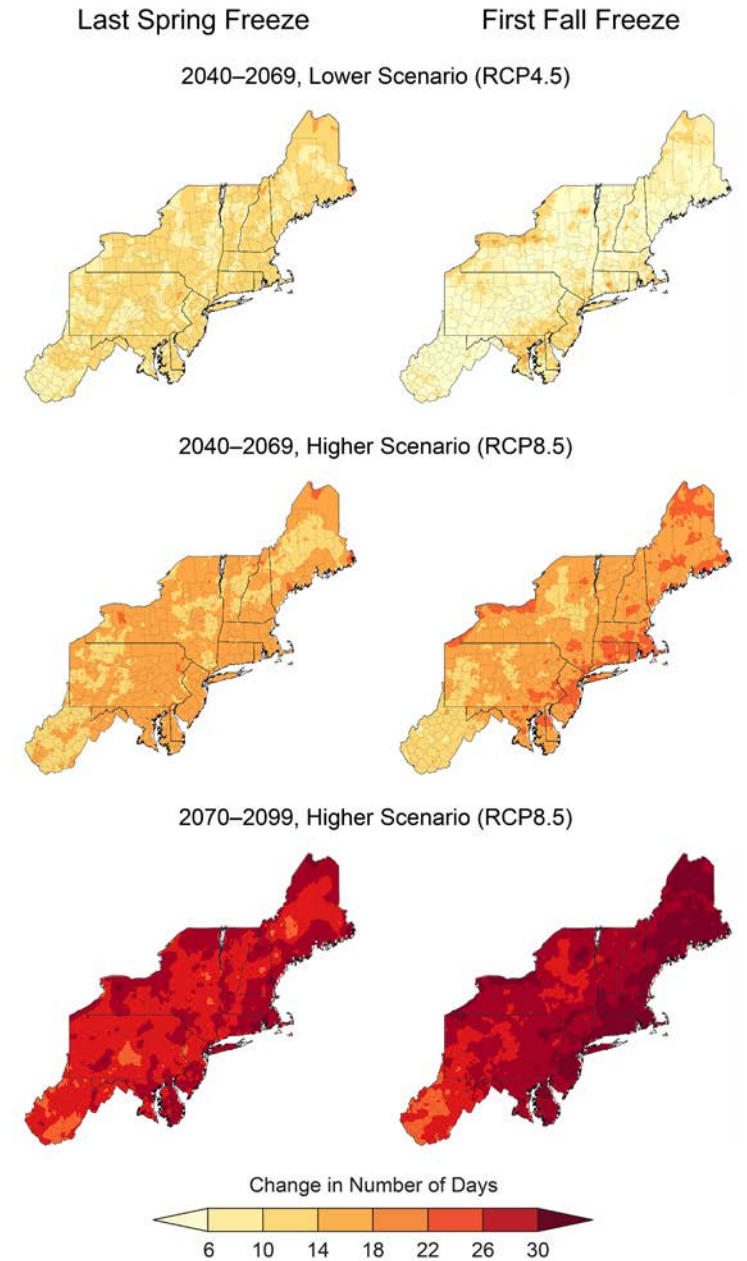 Last Spring Freeze
First Fall Freeze
2040–2069, Lower Scenario (RCP4.5)
2040–2069, Higher Scenario (RCP8.5)
2070–2099, Higher Scenario (RCP8.5)
Change in Number of Days
6 10 14 18 22 26 30